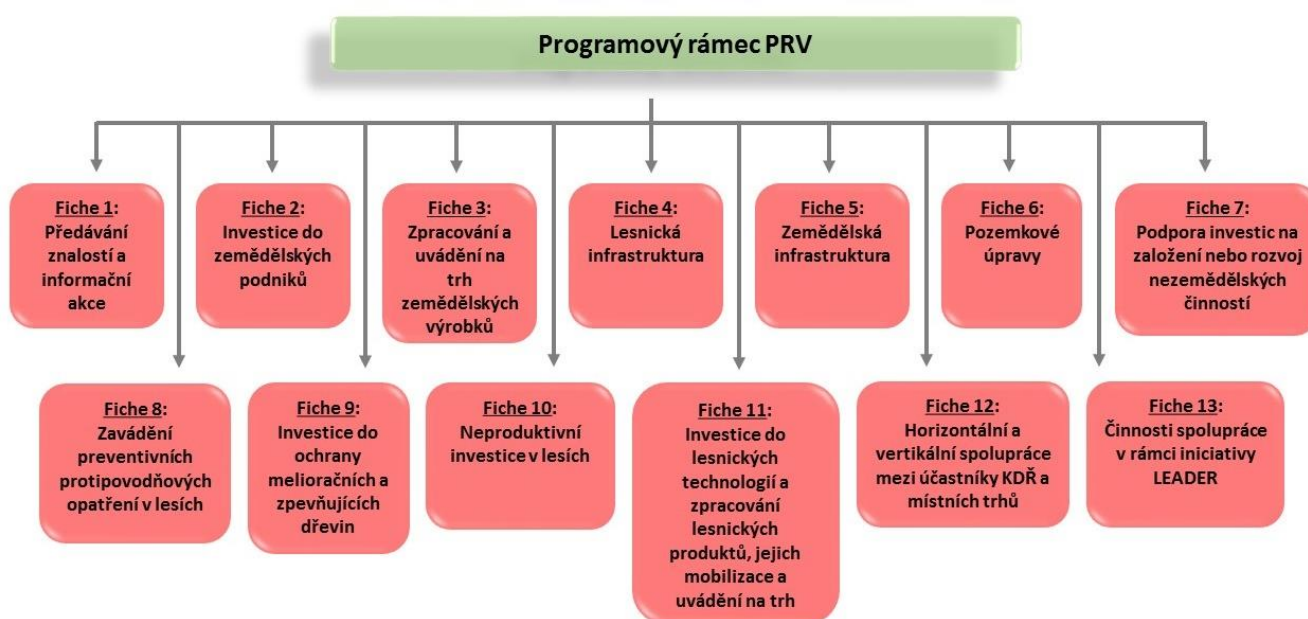 Programový rámec PRV
Fiche 1:
Předávání
znalostí a
informační
akce
Fiche 2:
Investice do
zemědělských
podniků
Fiche 3:
Zpracování a
uvádění na
trh
zemědělských
výrobků
Fiche 4:
Lesnická
infrastruktura
Fiche 5:
Zemědělská
infrastruktura
Fiche 6:
Pozemkové
úpravy
Fiche 7:
Podpora investic na
založení nebo rozvoj
nezemědělských
činností
Fiche 8:
Zavádění
preventivních
protipovodňových
opatření v lesích
Fiche 9:
Investice do
ochrany
melioračních a
zpevňujících
dřevin
Fiche 10:
Neproduktivní
investice v lesích
Fiche 11:
Investice do
lesnických
technologií a
zpracování
lesnických
produktů, jejich
mobilizace a
uvádění na trh
Fiche 12:
Horizontální a
vertikální spolupráce
mezi účastníky KDŘ a
místních trhů
Fiche 13:
Činnosti spolupráce
v rámci iniciativy
LEADER